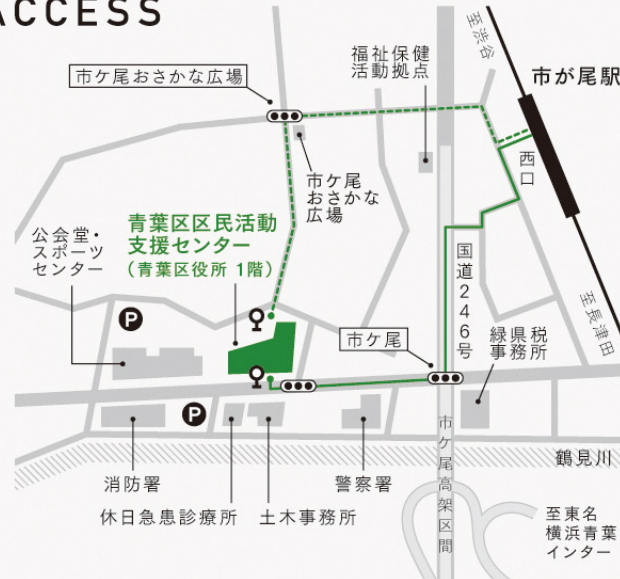 ACCESS
至渋谷
市が尾駅
福祉保健
活動拠点
市ケ尾おさかな広場
西口
市ケ尾
おさかな
広場
青葉区区民活動
支援センター
(青葉区役所 1階)
公会堂・
スポーツ
センター
P
国道246号
至長津田
市ケ尾
緑県税
事務所
P
市ケ尾高架区間
鶴見川
消防署
警察署
休日急患診療所
土木事務所
至東名
横浜青葉
インター